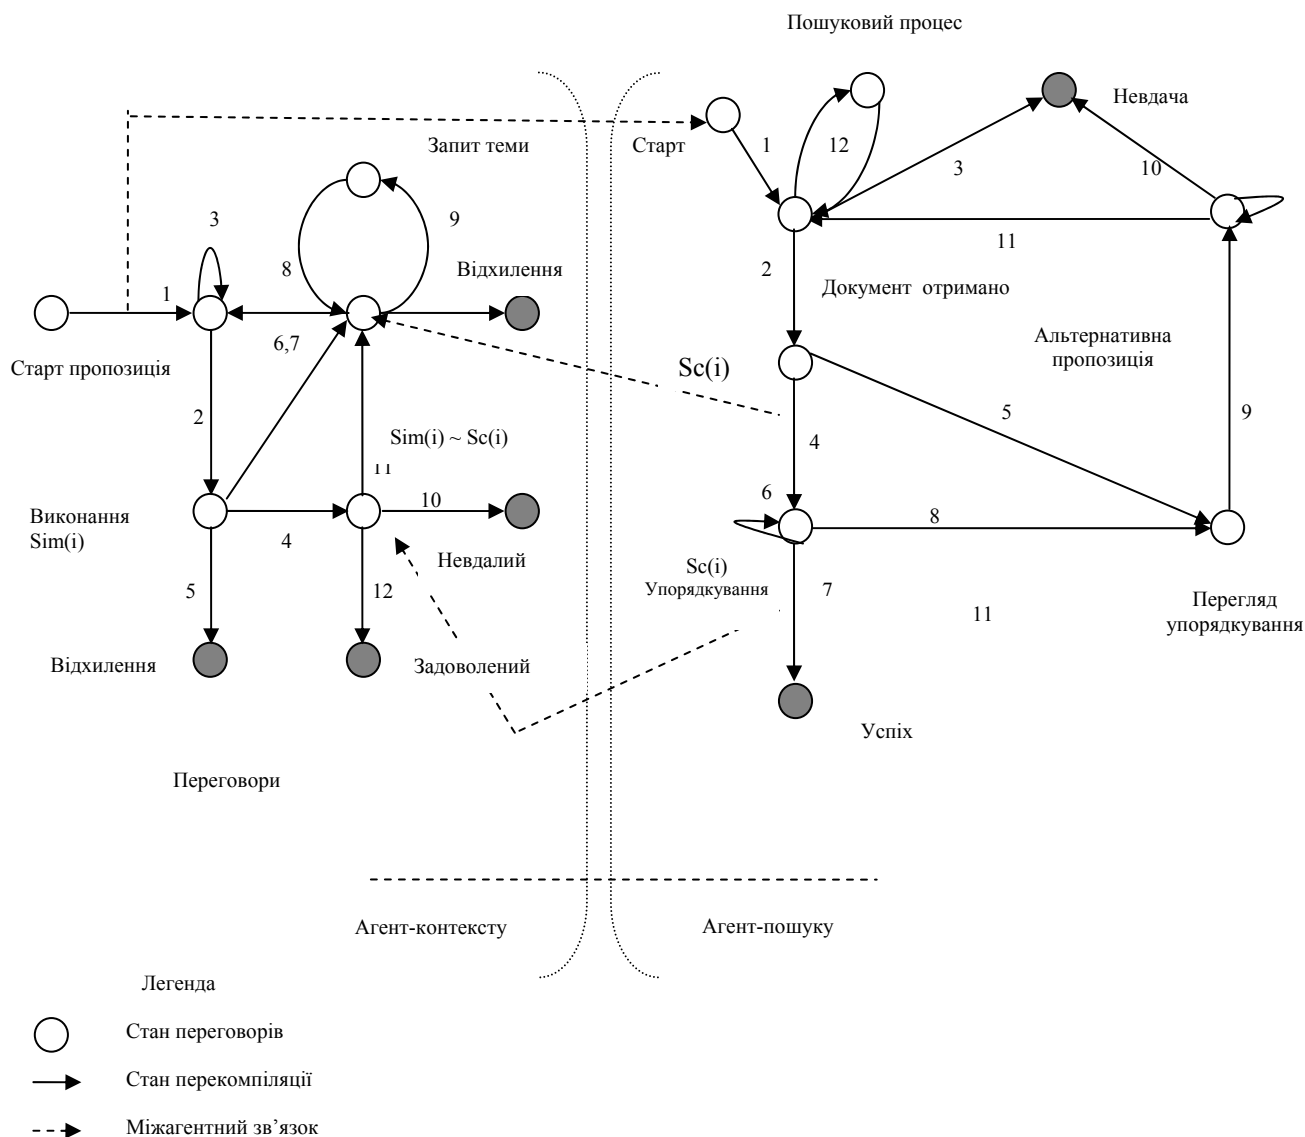 Пошуковий процес
Невдача
Запит теми
Старт
1
12
3
10
3
9
11
8
2
Відхилення
1
Документ отримано
6,7
Альтернативна
пропозиція
Старт пропозиція
Sc(i)
2
5
9
Sim(i) ~ Sc(i)
4
11
10
6
8
Виконання
Sim(i)
4
Невдалий
Sc(i)
Упорядкування
5
12
7
11
Перегляд
упорядкування
Відхилення
Задоволений
Успіх
Переговори
Агент-контексту
Агент-пошуку
Легенда
Стан переговорів
Стан перекомпіляції
Міжагентний зв’язок